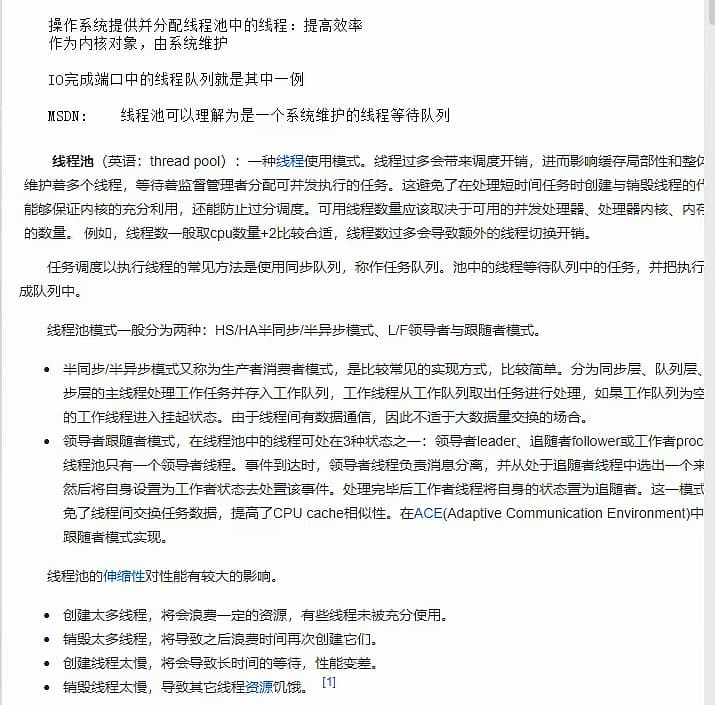 操作系统提供并分配线程池中的线程：提高效率
作为内核对象，由系统维护
IO完成端口中的线程队列就是其中一例
MSDN:    线程池可以理解为是一个系统维护的线程等待队列
线程池（英语：thread pool）：一种线程使用模式。线程过多会带来调度开销，进而影响缓存局部性和整体
维护着多个线程，等待着监督管理者分配可并发执行的任务。这避免了在处理短时间任务时创建与销毁线程的代
能够保证内核的充分利用，还能防止过分调度。可用线程数量应该取决于可用的并发处理器、处理器内核、内存
的数量。 例如，线程数一般取cpu数量+2比较合适，线程数过多会导致额外的线程切换开销。
任务调度以执行线程的常见方法是使用同步队列，称作任务队列。池中的线程等待队列中的任务，并把执行
成队列中。
线程池模式一般分为两种：HS/HA半同步/半异步模式、L/F领导者与跟随者模式。
• 半同步/半异步模式又称为生产者消费者模式，是比较常见的实现方式，比较简单。分为同步层、队列层、
步层的主线程处理工作任务并存入工作队列，工作线程从工作队列取出任务进行处理，如果工作队列为空
的工作线程进入挂起状态。由于线程间有数据通信，因此不适于大数据量交换的场合。
• 领导者跟随者模式，在线程池中的线程可处在3种状态之一：领导者leader、追随者follower或工作者proc
线程池只有一个领导者线程。事件到达时，领导者线程负责消息分离，并从处于追随者线程中选出一个来
然后将自身设置为工作者状态去处置该事件。处理完毕后工作者线程将自身的状态置为追随者。这一模式
免了线程间交换任务数据，提高了CPU cache相似性。在ACE(Adaptive Communication Environment)中
跟随者模式实现。
线程池的伸缩性对性能有较大的影响。
• 创建太多线程，将会浪费一定的资源，有些线程未被充分使用。
• 销毁太多线程，将导致之后浪费时间再次创建它们。
• 创建线程太慢，将会导致长时间的等待，性能变差。
• 销毁线程太慢，导致其它线程资源饥饿。 [1]